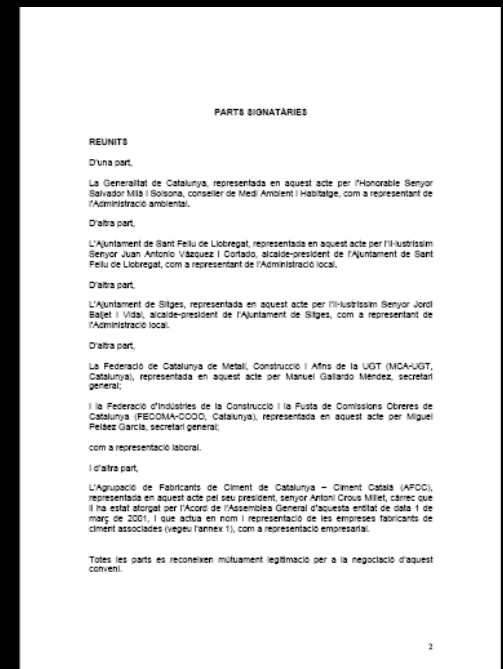 PARTS SIGNATÀRIES
REUNITS
D'una part,
La Generalitat de Catalunya, representada en aquest acte per l'Honorable Senyor
Salvador Milà i Solsona, conseller de Medi Ambient i Habitatge, com a representant de
l'Administració ambiental.
D'altra part,
L'Ajuntament de Sant Feliu de Llobregat, representada en aquest acte per l'Il·lustríssim
Senyor Juan Antonio Vázquez i Cortado, alcalde-president de l'Ajuntament de Sant
Feliu de Llobregat, com a representant de l'Administració local.
D'altra part,
L'Ajuntament de Sitges, representada en aquest acte per l'Il·lustríssim Senyor Jordi
Baijet i Vidal, alcalde-president de l'Ajuntament de Sitges, com a representant de
l'Administració local.
D'altra part,
La Federació de Catalunya de Metall, Construcció i Afins de la UGT (MCA-UGT,
Catalunya), representada en aquest acte per Manuel Gallardo Méndez, secretari
general;
i la Federació d'Indústries de la Construcció i la Fusta de Comissions Obreres de
Catalunya (FECOMA-CCOO, Catalunya), representada en aquest acte per Miguel
Peláez García, secretari general;
com a representació laboral.
I d'altra part,
L'Agrupació de Fabricants de Ciment de Catalunya – Ciment Català (AFCC),
representada en aquest acte pel seu president, senyor Antoni Crous Millet, càrrec que
li ha estat atorgat per l'Acord de l'Assemblea General d'aquesta entitat de data 1 de
març de 2001, i que actua en nom i representació de les empreses fabricants de
ciment associades (vegeu l'annex 1), com a representació empresarial.
Totes les parts es reconeixen mútuament legitimació per a la negociació d'aquest
conveni.
2